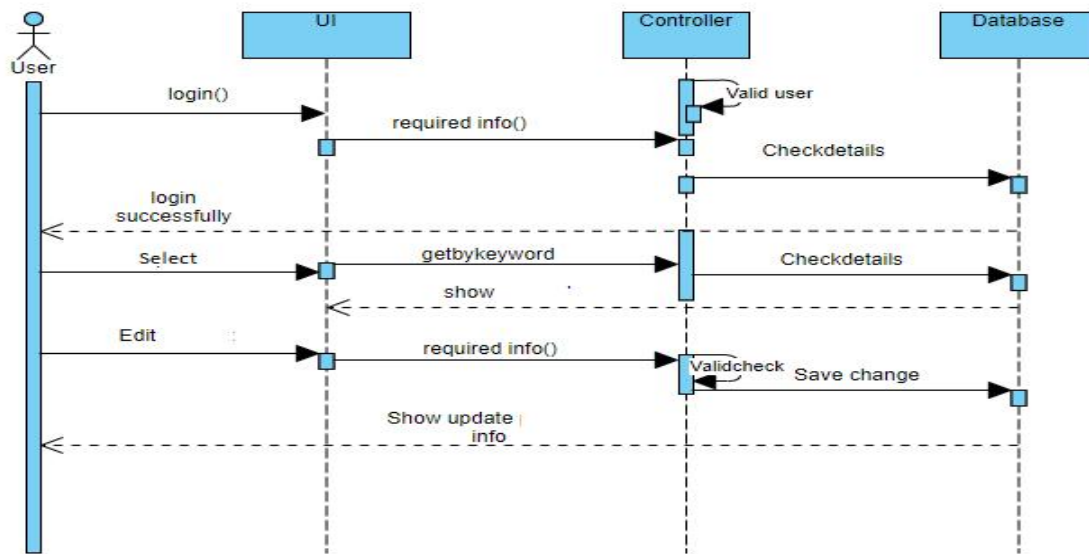 UI
Controller
Database
User
login()
Valid user
required info()
Checkdetails
login
successfully
Select
getbykeyword
Checkdetails
show
Edit
required info()
Validcheck
Save change
Show update
info